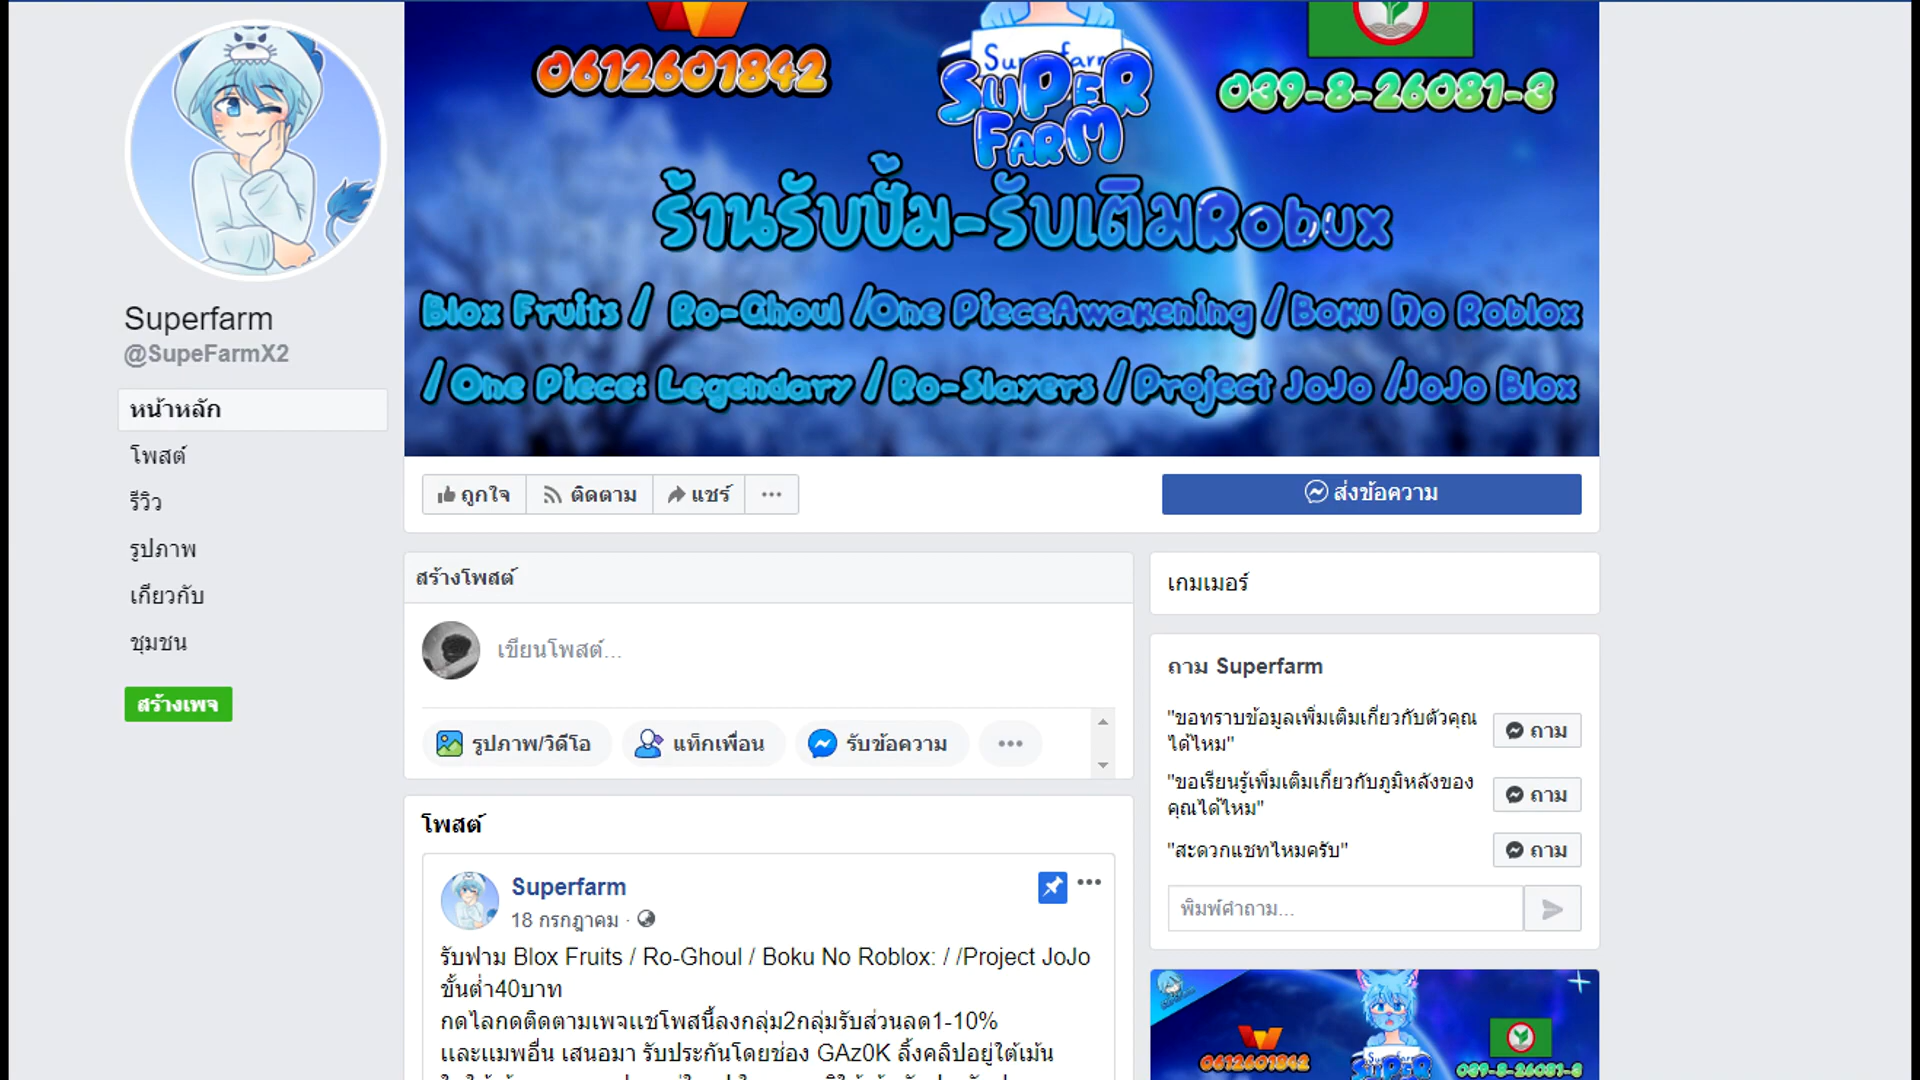 0612601842
Superfarm
SUPER
FARM
039-8-26081-3
ร้านรับปั้ม-รับเติมRobux
Blox Fruits / Ro-Ghoul /One PieceAwakening / Boku No Roblox
/ One Piece: Legendary / Ro-Slayers / Project JoJo /JoJo Blox
Superfarm
@SupeFarmX2
หน้าหลัก
โพสต์
รีวิว
รูปภาพ
เกี่ยวกับ
ชุมชน
สร้างเพจ
ถูกใจ
ติดตาม
แชร์
ส่งข้อความ
สร้างโพสต์
เขียนโพสต์...
รูปภาพ/วิดีโอ
แท็กเพื่อน
รับข้อความ
โพสต์
Superfarm
18 กรกฎาคม ·
รับฟาม Blox Fruits / Ro-Ghoul / Boku No Roblox: / /Project JoJo
ขั้นต่ำ40บาท
กดไลกดติดตามเพจแชโพสนี้ลงกลุ่ม2กลุ่มรับส่วนลด1-10%
และแมพอื่น เสนอมา รับประกันโดยช่อง GAz0K ลิ้งคลิปอยู่ใต้เม้น
เกมเมอร์
ถาม Superfarm
"ขอทราบข้อมูลเพิ่มเติมเกี่ยวกับตัวคุณ
ได้ไหม"
ถาม
"ขอเรียนรู้เพิ่มเติมเกี่ยวกับภูมิหลังของ
คุณได้ไหม"
ถาม
"สะดวกแชทไหมครับ"
ถาม
พิมพ์คำถาม...
0612601842
Superfarm
SUPER
039-8-26081-3